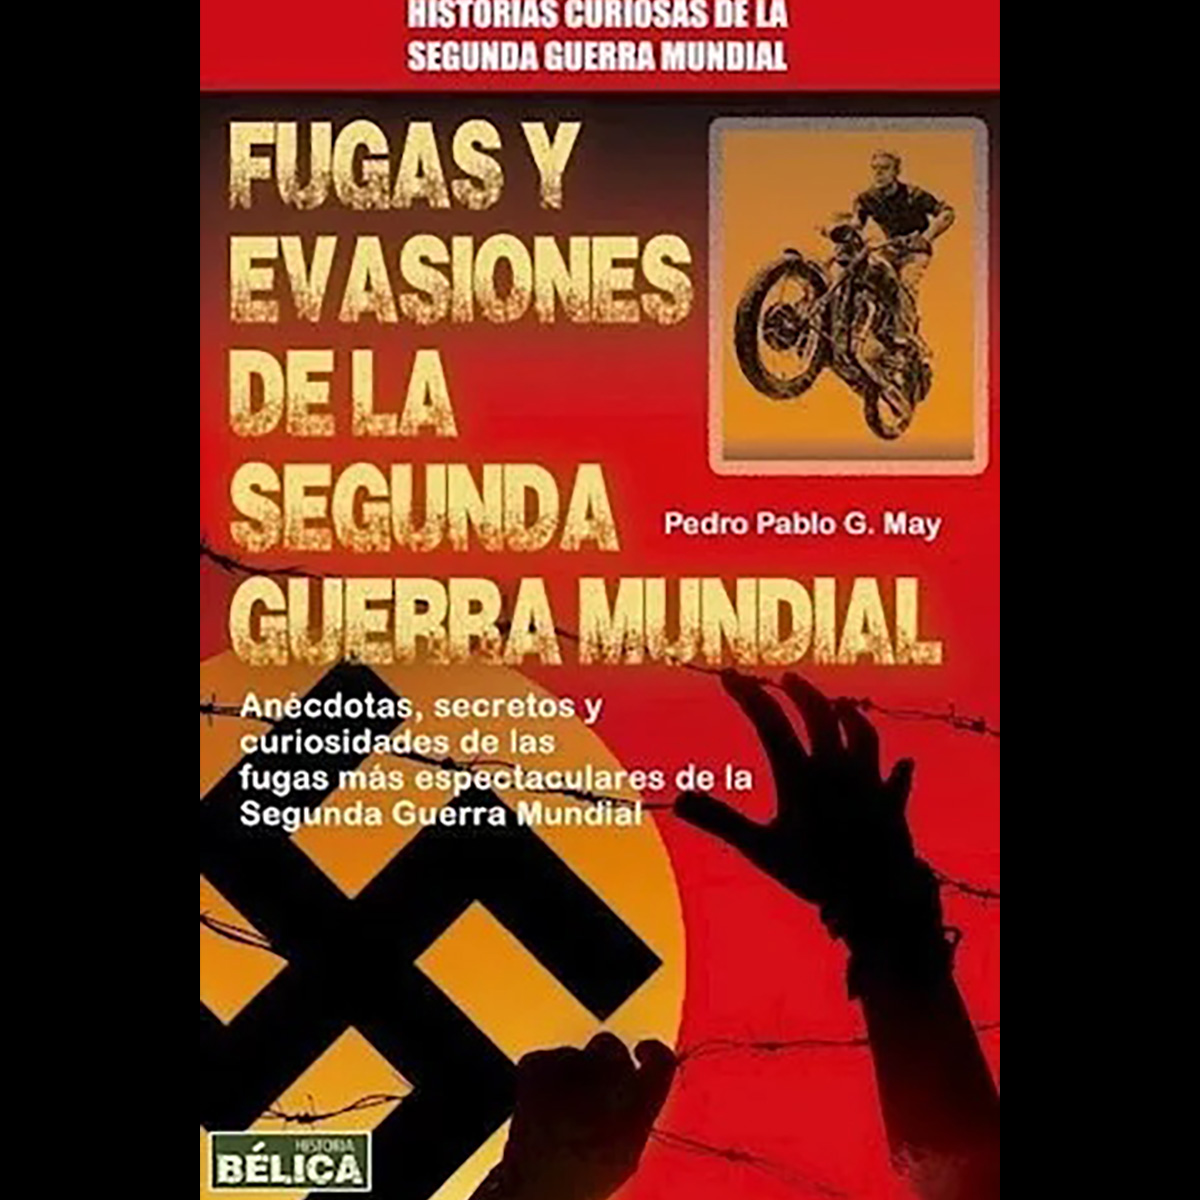 HISTORIAS CURIOSAS DE LA
SEGUNDA GUERRA MUNDIAL
FUGAS Y
EVASIONES
DE LA
SEGUNDA
GUERRA MUNDIAL
Pedro Pablo G. May
Anécdotas, secretos y
curiosidades de las
fugas más espectaculares de la
Segunda Guerra Mundial
HISTORIA
BÉLICA